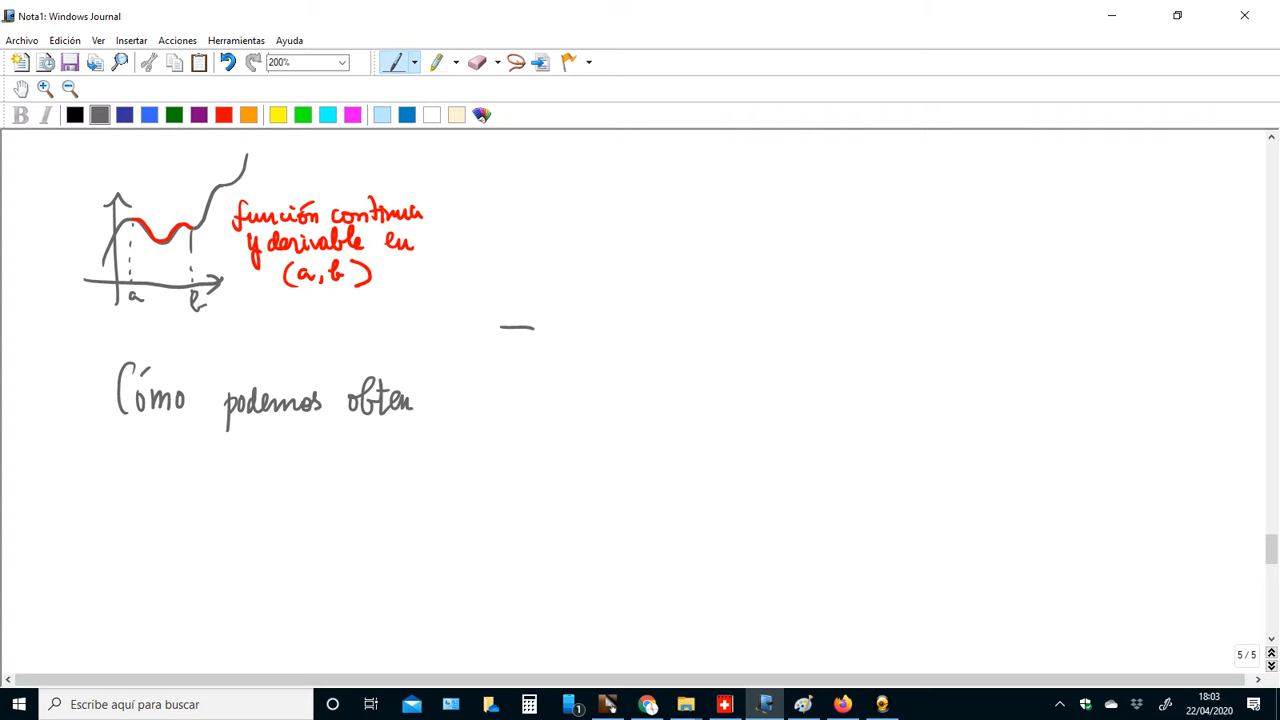 Nota1: Windows Journal
Archivo Edición Ver Insertar Acciones Herramientas Ayuda
200%
B I
función continua
y derivable en
(a, b)
a b
Cómo podemos obten
5 / 5
Escribe aquí para buscar
1
18:03
22/04/2020